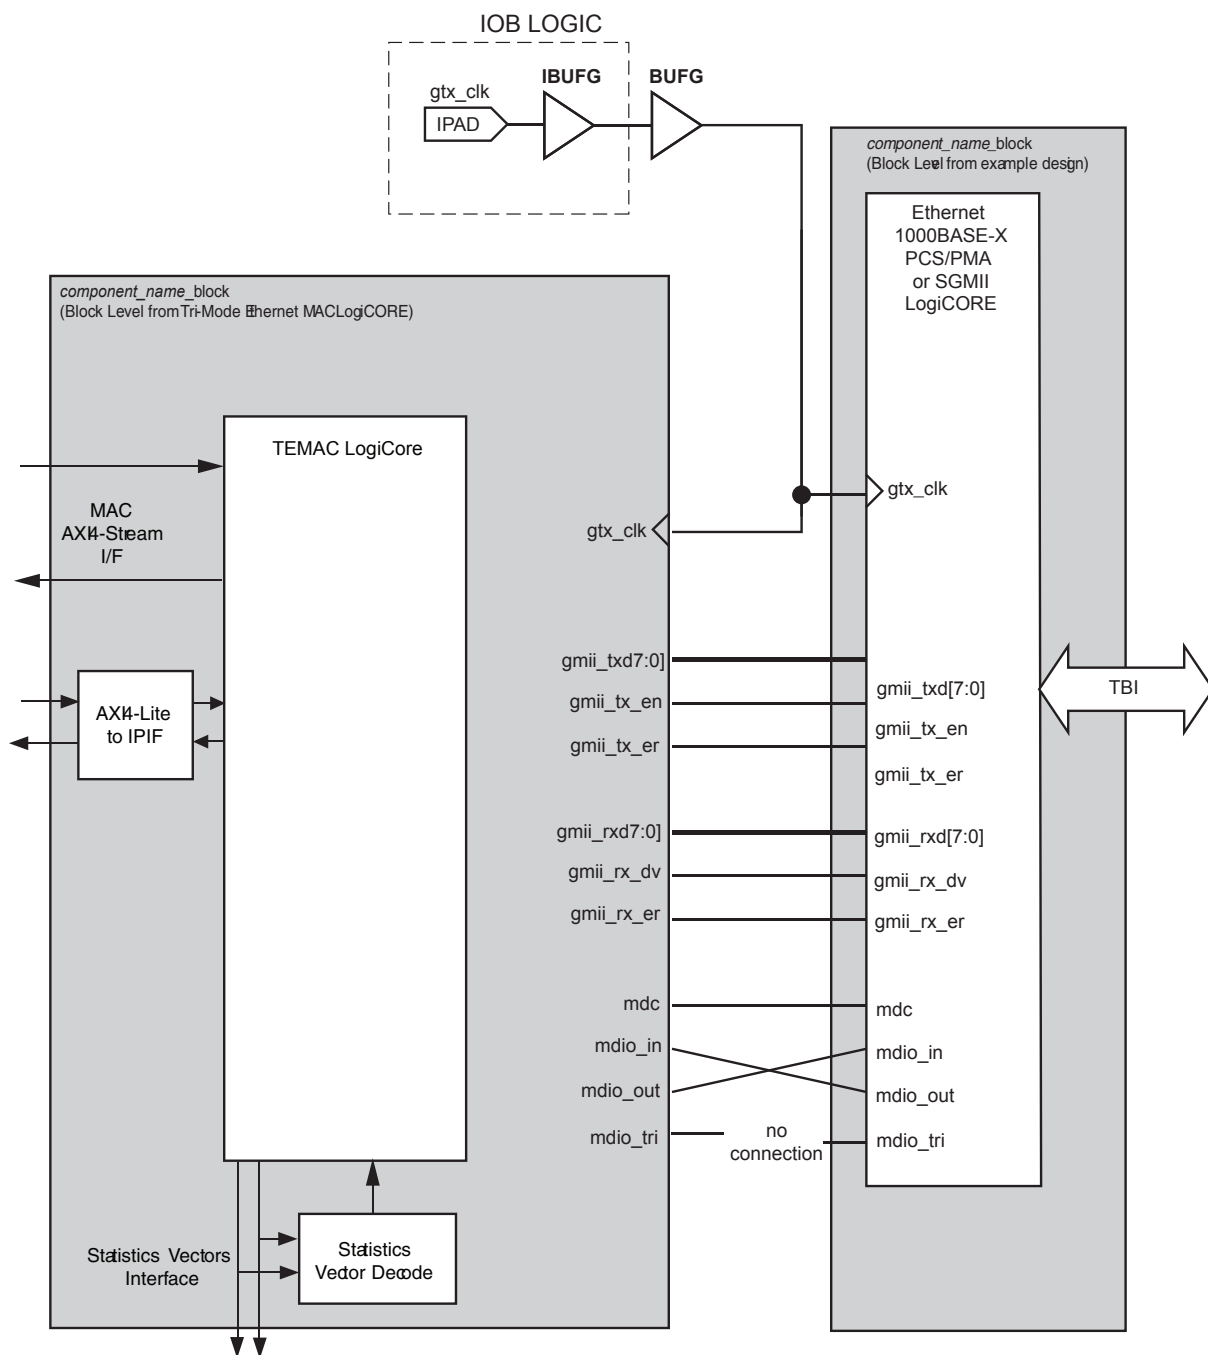 IOB LOGIC
gtx_clk
IPAD
IBUFG
BUFG
component_name_block
(Block Level from example design)
Ethernet
1000BASE-X
PCS/PMA
or SGMII
LogiCORE
gtx_clk
component_name_block
(Block Level from Tri-Mode Ethernet MAC LogiCORE)
TEMAC LogiCore
MAC
AXI4-Stream
I/F
gtx_clk
AXI4-Lite
to IPIF
gmii_txd7:0]
gmii_tx_en
gmii_tx_er
gmii_rxd7:0]
gmii_rx_dv
gmii_rx_er
mdc
mdio_in
mdio_out
mdio_tri
no
connection
gmii_txd[7:0]
gmii_tx_en
gmii_tx_er
gmii_rxd[7:0]
gmii_rx_dv
gmii_rx_er
mdc
mdio_in
mdio_out
mdio_tri
TBI
Statistics Vectors
Interface
Statistics
Vector Decode